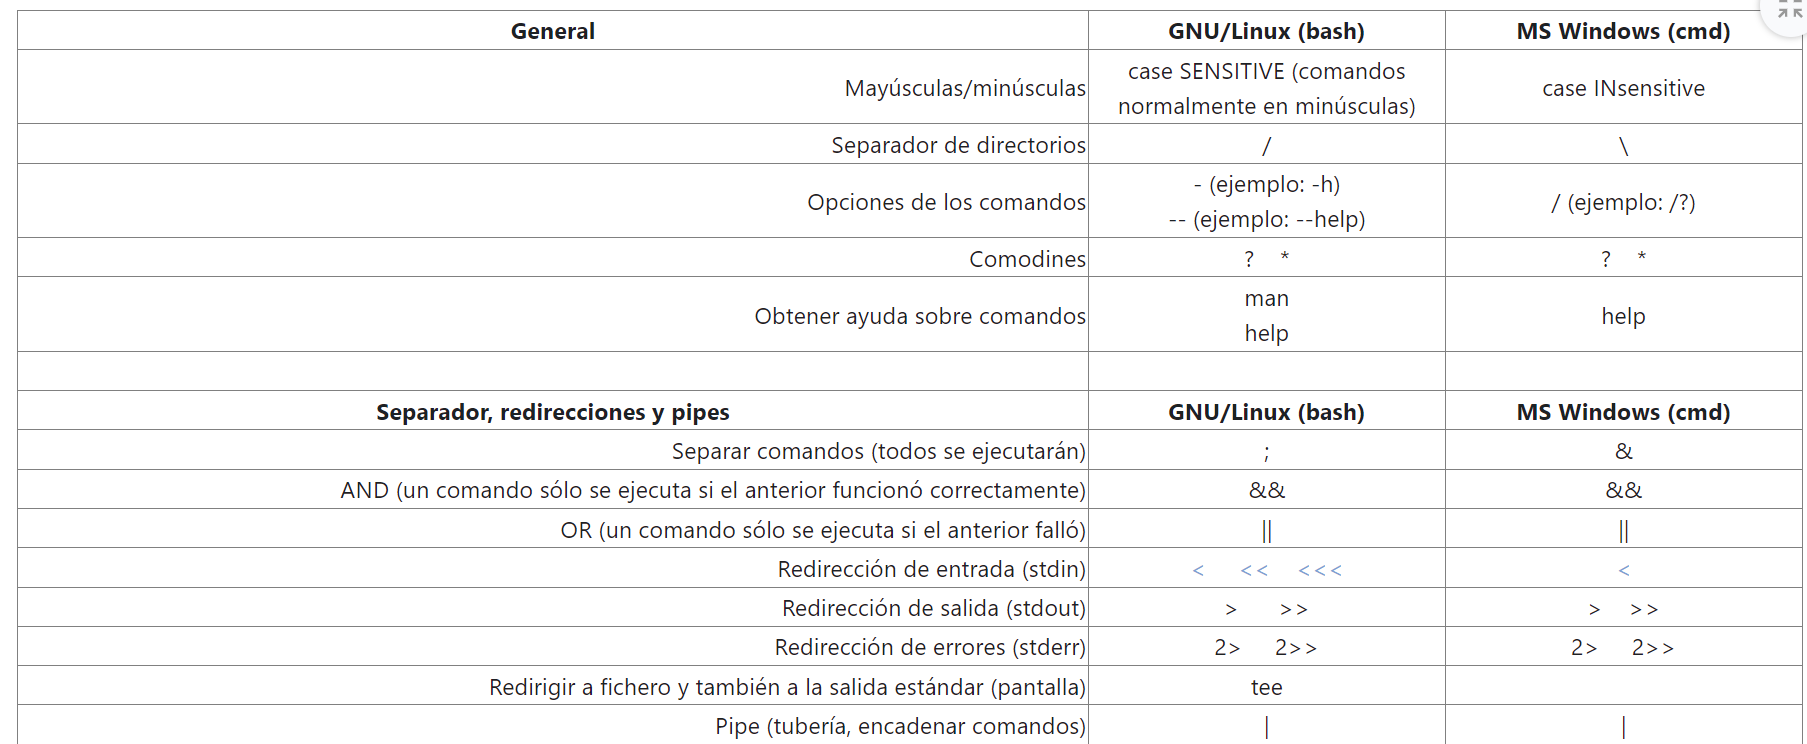 General GNU/Linux (bash) MS Windows (cmd)
Mayúsculas/minúsculas case SENSITIVE (comandos normalmente en minúsculas) case INsensitive
Separador de directorios / \
Opciones de los comandos - (ejemplo: -h) -- (ejemplo: --help) / (ejemplo: /?)
Comodines ? * ? *
Obtener ayuda sobre comandos man help help
Separador, redirecciones y pipes GNU/Linux (bash) MS Windows (cmd)
Separar comandos (todos se ejecutarán) ; &
AND (un comando sólo se ejecuta si el anterior funcionó correctamente) && &&
OR (un comando sólo se ejecuta si el anterior falló) || ||
Redirección de entrada (stdin) < << <<< <
Redirección de salida (stdout) > >> > >>
Redirección de errores (stderr) 2> 2>> 2> 2>>
Redirigir a fichero y también a la salida estándar (pantalla) tee
Pipe (tubería, encadenar comandos) | |